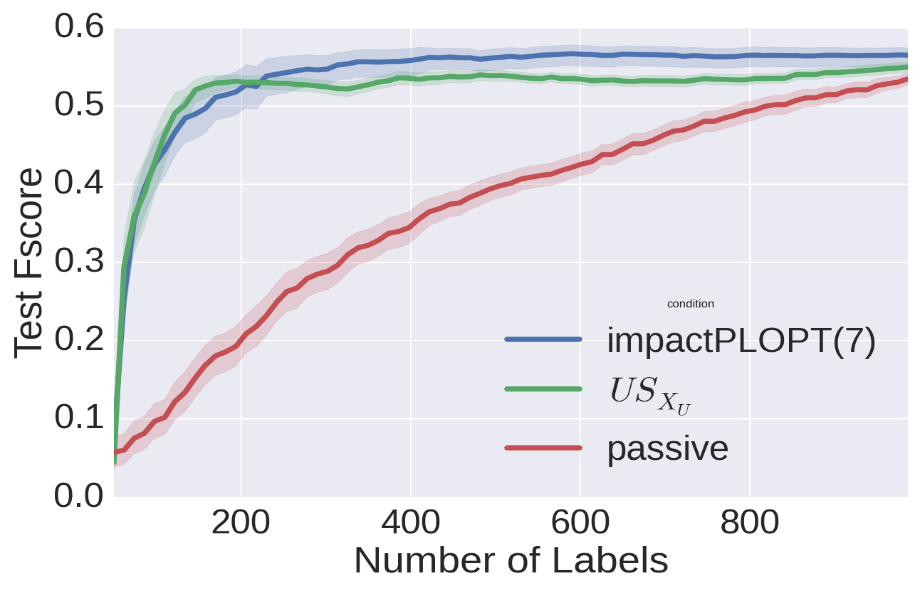 0.6
0.5
0.4
0.3
0.2
0.1
0.0
Test Fscore
condition
impactPLOPT(7)
US_{X_U}
passive
200 400 600 800
Number of Labels